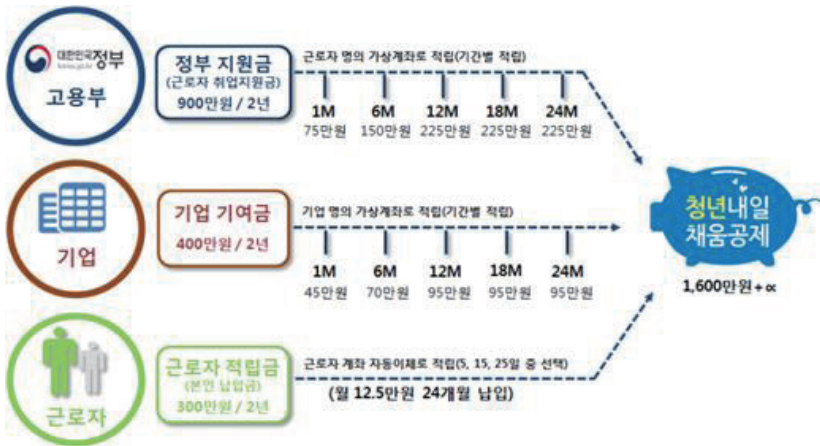 대한민국정부
고용부
정부 지원금
(근로자 취업지원금)
900만원 / 2년
근로자 명의 가상계좌로 적립(기간별 적립)
1M 6M 12M 18M 24M
75만원 150만원 225만원 225만원 225만원
기업
기업 기여금
400만원 / 2년
기업 명의 가상계좌로 적립(기간별 적립)
1M 6M 12M 18M 24M
45만원 70만원 95만원 95만원 95만원
청년내일
채움공제
1,600만원+∝
근로자
근로자 적립금
(본인 납입금)
300만원 / 2년
근로자 계좌 자동이체로 적립(5, 15, 25일 중 선택)
(월 12.5만원 24개월 납입)